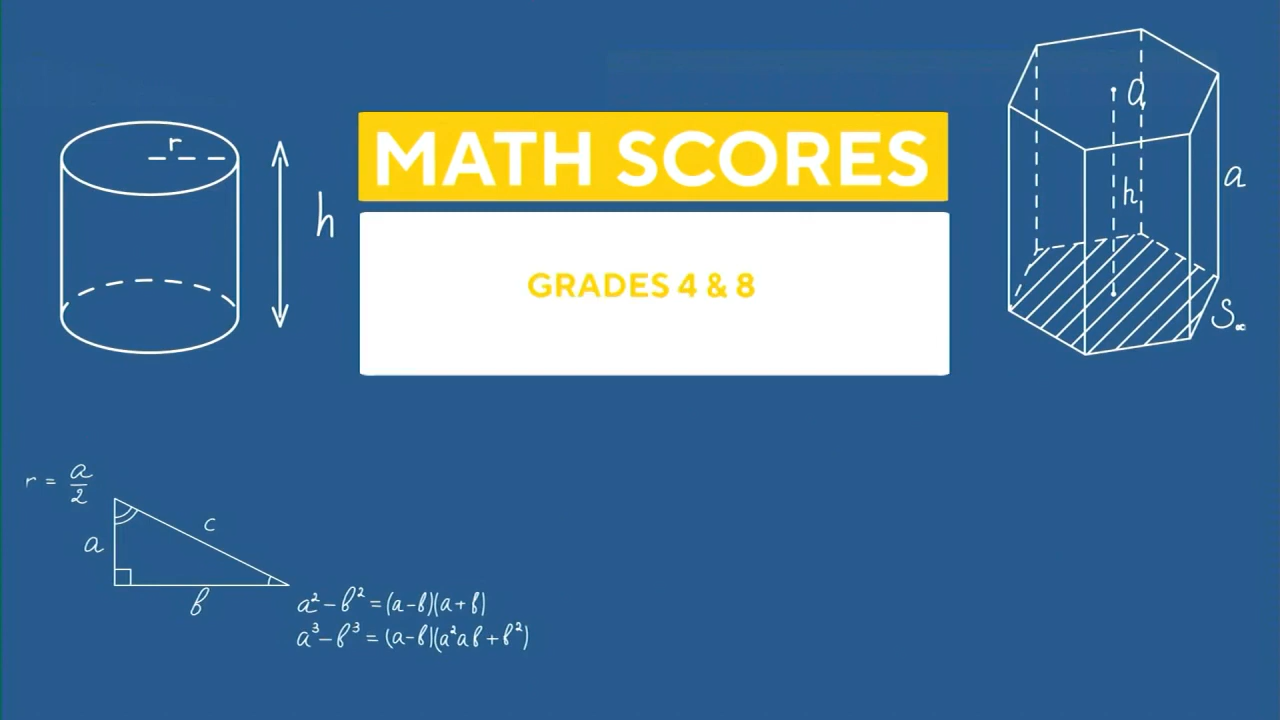 MATH SCORES
GRADES 4 & 8
r
h
a
h
a
r = a/2
c
a
b
a² - b² = (a-b)(a+b)
a³ - b³ = (a-b)(a²ab + b²)